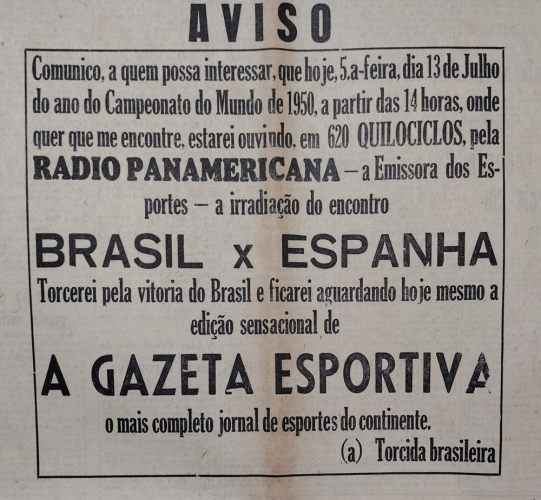 AVISO
Comunico, a quem possa interessar, que hoje, 5.a-feira, dia 13 de Julho
do ano do Campeonato do Mundo de 1950, a partir das 14 horas, onde
quer que me encontre, estarei ouvindo, em 620 QUILOCICLOS, pela
RADIO PANAMERICANA — a Emissora dos Es-
portes — a irradiação do encontro
BRASIL x ESPANHA
Torcerei pela vitoria do Brasil e ficarei aguardando hoje mesmo a
edição sensacional de
A GAZETA ESPORTIVA
o mais completo jornal de esportes do continente.
(a) Torcida brasileira